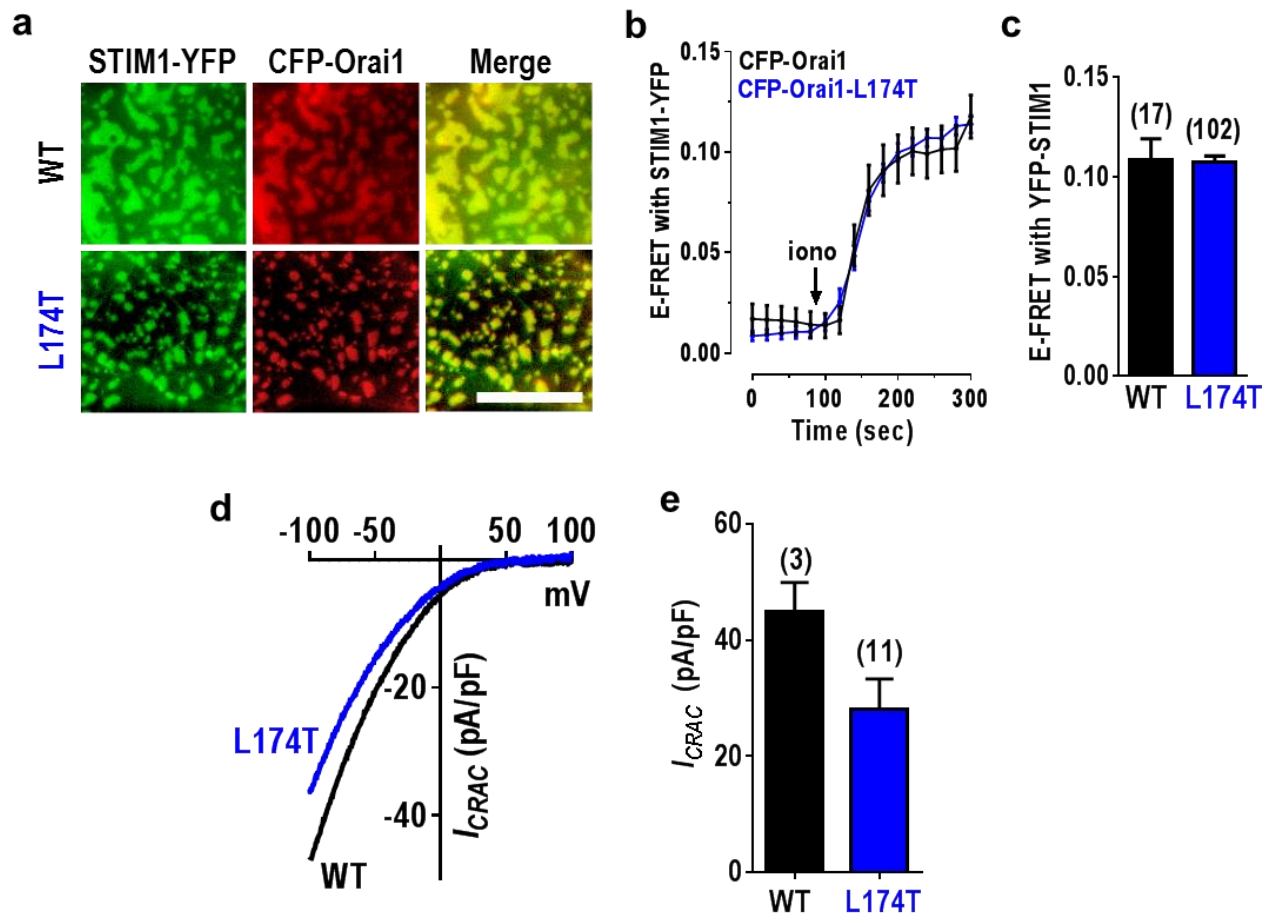 a
STIM1-YFP CFP-Orai1 Merge
WT
L174T
b
E-FRET with STIM1-YFP
0.15
0.10
0.05
0.00
CFP-Orai1
CFP-Orai1-L174T
iono
0 100 200 300
Time (sec)
c
E-FRET with YFP-STIM1
0.15
0.10
0.05
0.00
(17)
(102)
WT L174T
d
-100 -50 50 100
mV
-20
-40
ICRAC (pA/pF)
L174T
WT
e
ICRAC (pA/pF)
60
40
20
0
(3)
(11)
WT L174T